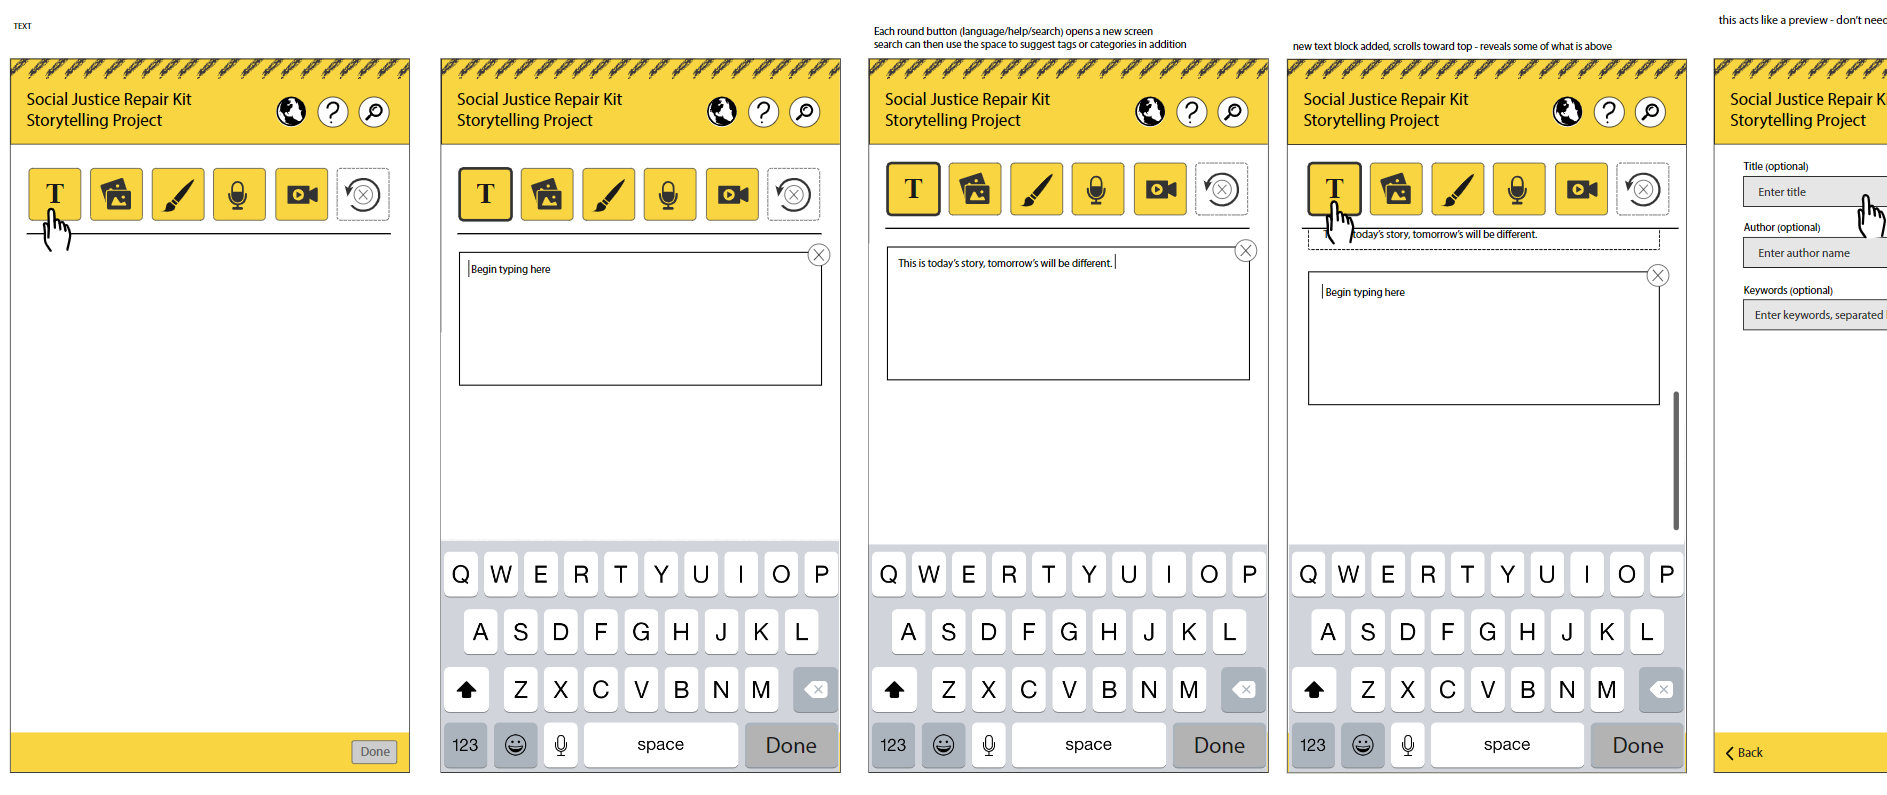 TEXT
Social Justice Repair Kit
Storytelling Project
?
T
Done
Social Justice Repair Kit
Storytelling Project
?
T
Begin typing here
Q W E R T Y U I O P
A S D F G H J K L
Z X C V B N M
123
space
Done
Each round button (language/help/search) opens a new screen
search can then use the space to suggest tags or categories in addition
Social Justice Repair Kit
Storytelling Project
?
T
This is today's story, tomorrow's will be different.
Q W E R T Y U I O P
A S D F G H J K L
Z X C V B N M
123
space
Done
new text block added, scrolls toward top - reveals some of what is above
Social Justice Repair Kit
Storytelling Project
?
T
today's story, tomorrow's will be different.
Begin typing here
Q W E R T Y U I O P
A S D F G H J K L
Z X C V B N M
123
space
Done
this acts like a preview - don't need
Social Justice Repair K
Storytelling Project
Title (optional)
Enter title
Author (optional)
Enter author name
Keywords (optional)
Enter keywords, separated
Back